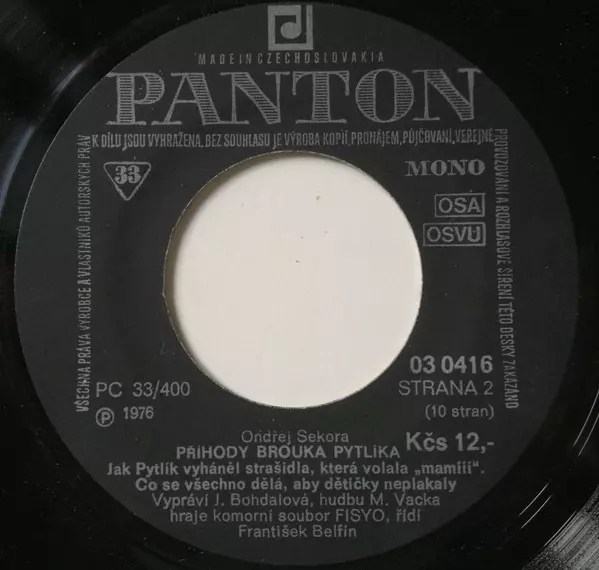 MADE IN CZECHOSLOVAKIA
PANTON
VŠECHNA PRÁVA VÝROBCE A VLASTNÍKŮ AUTORSKÝCH PRÁV
K DÍLU JSOU VYHRAŽENA. BEZ SOUHLASU JE VÝROBA KOPIÍ, PRONÁJEM, PŮJČOVÁNÍ, VEŘEJNÉ
PROVOZOVÁNÍ A ROZHLASOVÉ ŠÍŘENÍ TÉTO DESKY ZAKÁZÁNO
33
MONO
OSA
OSVU
PC 33/400
℗ 1976
03 0416
STRANA 2
(10 stran)
Ondřej Sekora
PŘÍHODY BROUKA PYTLÍKA
Kčs 12,-
Jak Pytlík vyháněl strašidla, která volala „mamííí“.
Co se všechno dělá, aby dětičky neplakaly
Vypráví J. Bohdalová, hudbu M. Vacka
hraje komorní soubor FISYO, řídí
František Belfín